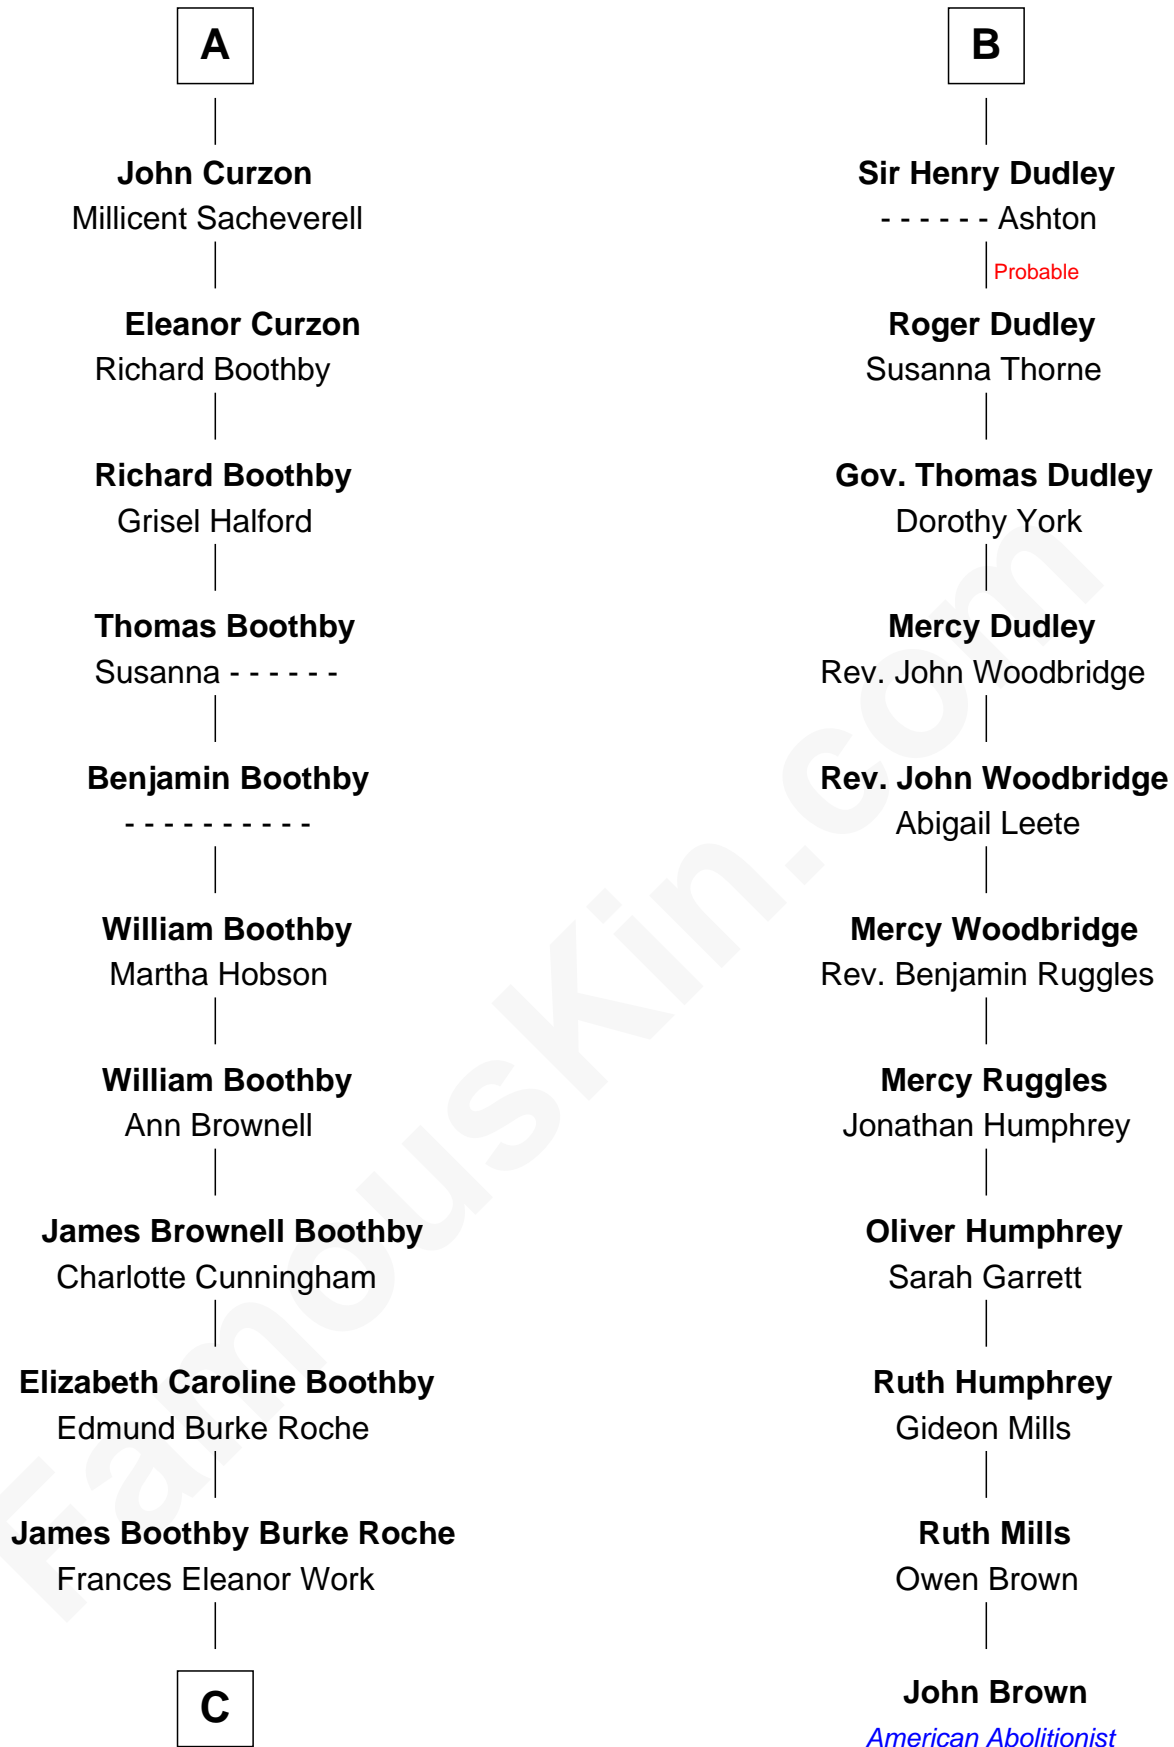 A
John Curzon
Millicent Sacheverell
Eleanor Curzon
Richard Boothby
Richard Boothby
Grisel Halford
Thomas Boothby
Susanna - - - - - -
Benjamin Boothby
- - - - - - - - - -
William Boothby
Martha Hobson
William Boothby
Ann Brownell
James Brownell Boothby
Charlotte Cunningham
Elizabeth Caroline Boothby
Edmund Burke Roche
James Boothby Burke Roche
Frances Eleanor Work
C
B
Sir Henry Dudley
- - - - - - Ashton
Probable
Roger Dudley
Susanna Thorne
Gov. Thomas Dudley
Dorothy York
Mercy Dudley
Rev. John Woodbridge
Rev. John Woodbridge
Abigail Leete
Mercy Woodbridge
Rev. Benjamin Ruggles
Mercy Ruggles
Jonathan Humphrey
Oliver Humphrey
Sarah Garrett
Ruth Humphrey
Gideon Mills
Ruth Mills
Owen Brown
John Brown
American Abolitionist
FamousKin.com